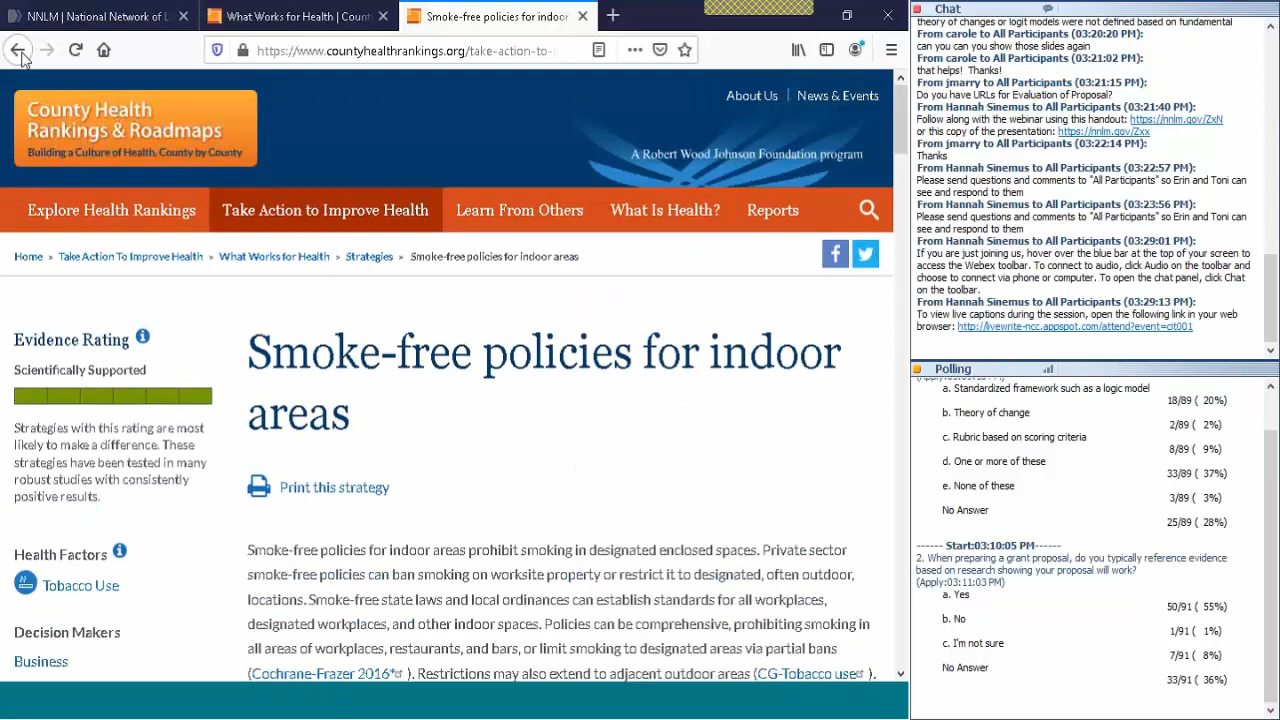 NNLM | National Network of L
What Works for Health | Count
Smoke-free policies for indoor
https://www.countyhealthrankings.org/take-action-to-
County Health
Rankings & Roadmaps
Building a Culture of Health, County by County
About Us | News & Events
A Robert Wood Johnson Foundation program
Explore Health Rankings
Take Action to Improve Health
Learn From Others
What Is Health?
Reports
Home » Take Action To Improve Health » What Works for Health » Strategies » Smoke-free policies for indoor areas
Evidence Rating
Scientifically Supported
Strategies with this rating are most
likely to make a difference. These
strategies have been tested in many
robust studies with consistently
positive results.
Health Factors
Tobacco Use
Decision Makers
Business
Smoke-free policies for indoor
areas
Print this strategy
Smoke-free policies for indoor areas prohibit smoking in designated enclosed spaces. Private sector
smoke-free policies can ban smoking on worksite property or restrict it to designated, often outdoor,
locations. Smoke-free state laws and local ordinances can establish standards for all workplaces,
designated workplaces, and other indoor spaces. Policies can be comprehensive, prohibiting smoking in
all areas of workplaces, restaurants, and bars, or limit smoking to designated areas via partial bans
(Cochrane-Frazer 2016* ). Restrictions may also extend to adjacent outdoor areas (CG-Tobacco use ).
Chat
theory of changes or logit models were not defined based on fundamental
From carole to All Participants (03:20:20 PM):
can you can you show those slides again
From carole to All Participants (03:21:02 PM):
that helps! Thanks!
From jmarry to All Participants (03:21:15 PM):
Do you have URLs for Evaluation of Proposal?
From Hannah Sinemus to All Participants (03:21:40 PM):
Follow along with the webinar using this handout: https://nnlm.gov/ZxN
or this copy of the presentation: https://nnlm.gov/Zxx
From jmarry to All Participants (03:22:14 PM):
Thanks
From Hannah Sinemus to All Participants (03:22:57 PM):
Please send questions and comments to "All Participants" so Erin and Toni can
see and respond to them
From Hannah Sinemus to All Participants (03:23:56 PM):
Please send questions and comments to "All Participants" so Erin and Toni can
see and respond to them
From Hannah Sinemus to All Participants (03:29:01 PM):
If you are just joining us, hover over the blue bar at the top of your screen to
access the Webex toolbar. To connect to audio, click Audio on the toolbar and
choose to connect via phone or computer. To open the chat panel, click Chat
on the toolbar.
From Hannah Sinemus to All Participants (03:29:13 PM):
To view live captions during the session, open the following link in your web
browser: http://livewrite-ncc.appspot.com/attend?event=clt001
Polling
a. Standardized framework such as a logic model
18/89 ( 20%)
b. Theory of change
2/89 ( 2%)
c. Rubric based on scoring criteria
8/89 ( 9%)
d. One or more of these
33/89 ( 37%)
e. None of these
3/89 ( 3%)
No Answer
25/89 ( 28%)
------ Start:03:10:05 PM------
2. When preparing a grant proposal, do you typically reference evidence
based on research showing your proposal will work?
(Apply:03:11:03 PM)
a. Yes
50/91 ( 55%)
b. No
1/91 ( 1%)
c. I'm not sure
7/91 ( 8%)
No Answer
33/91 ( 36%)